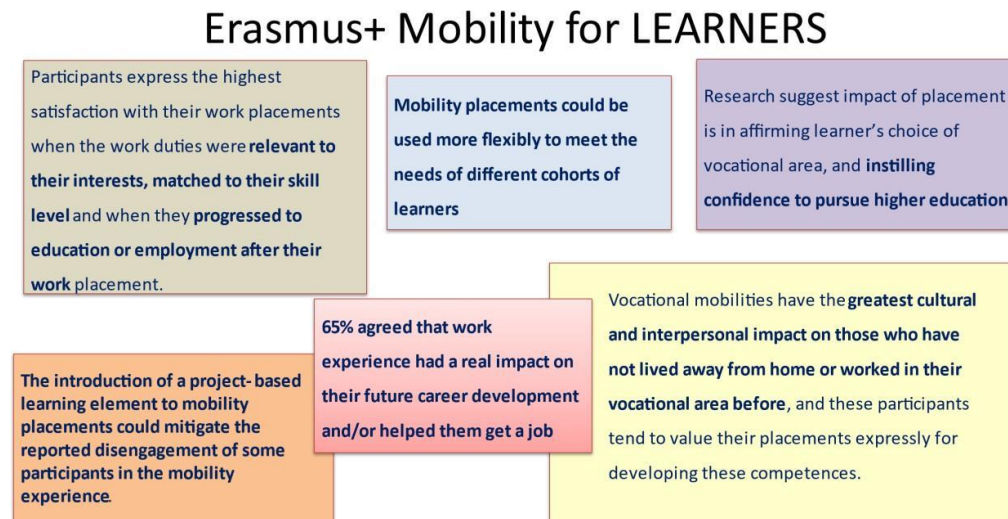 Erasmus+ Mobility for LEARNERS
Participants express the highest
satisfaction with their work placements
when the work duties were relevant to
their interests, matched to their skill
level and when they progressed to
education or employment after their
work placement.
Mobility placements could be
used more flexibly to meet the
needs of different cohorts of
learners
Research suggest impact of placement
is in affirming learner's choice of
vocational area, and instilling
confidence to pursue higher education
The introduction of a project-based
learning element to mobility
placements could mitigate the
reported disengagement of some
participants in the mobility
experience.
65% agreed that work
experience had a real impact on
their future career development
and/or helped them get a job
Vocational mobilities have the greatest cultural
and interpersonal impact on those who have
not lived away from home or worked in their
vocational area before, and these participants
tend to value their placements expressly for
developing these competences.